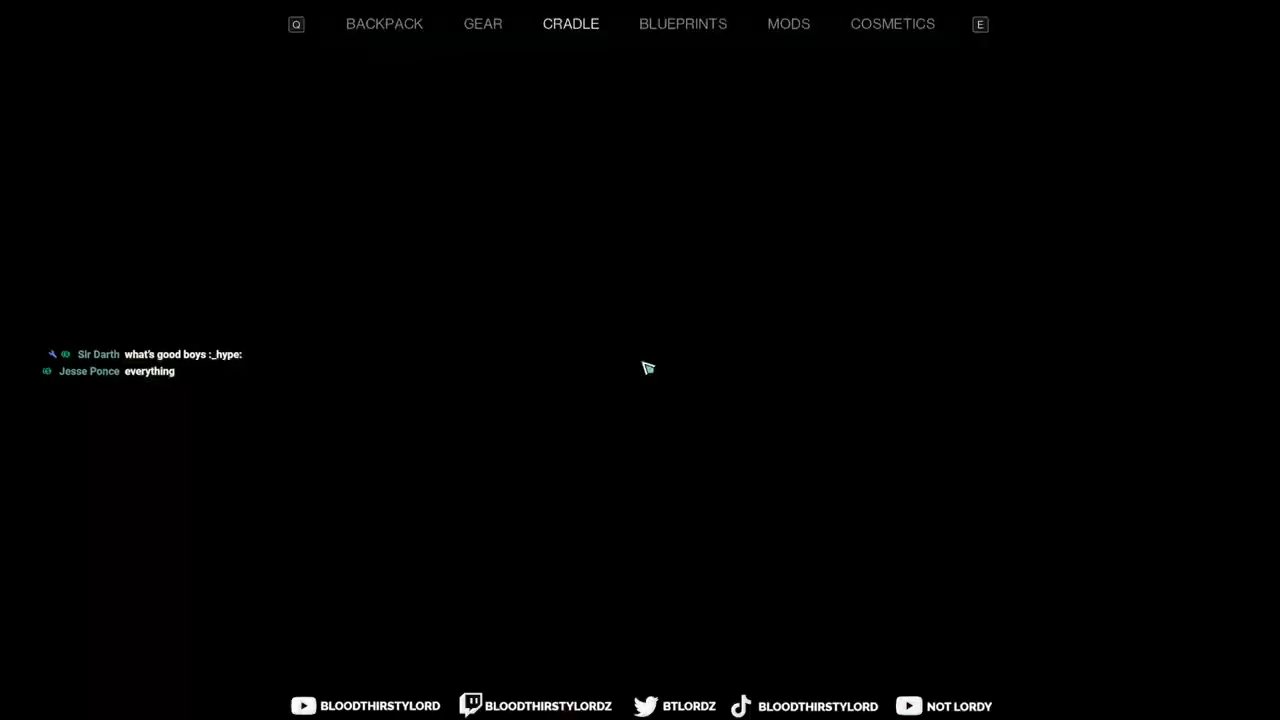 Q BACKPACK GEAR CRADLE BLUEPRINTS MODS COSMETICS E
Sir Darth what's good boys :_hype:
Jesse Ponce everything
BLOODTHIRSTYLORD BLOODTHIRSTYLORDZ BTLORDZ BLOODTHIRSTYLORD NOT LORDY